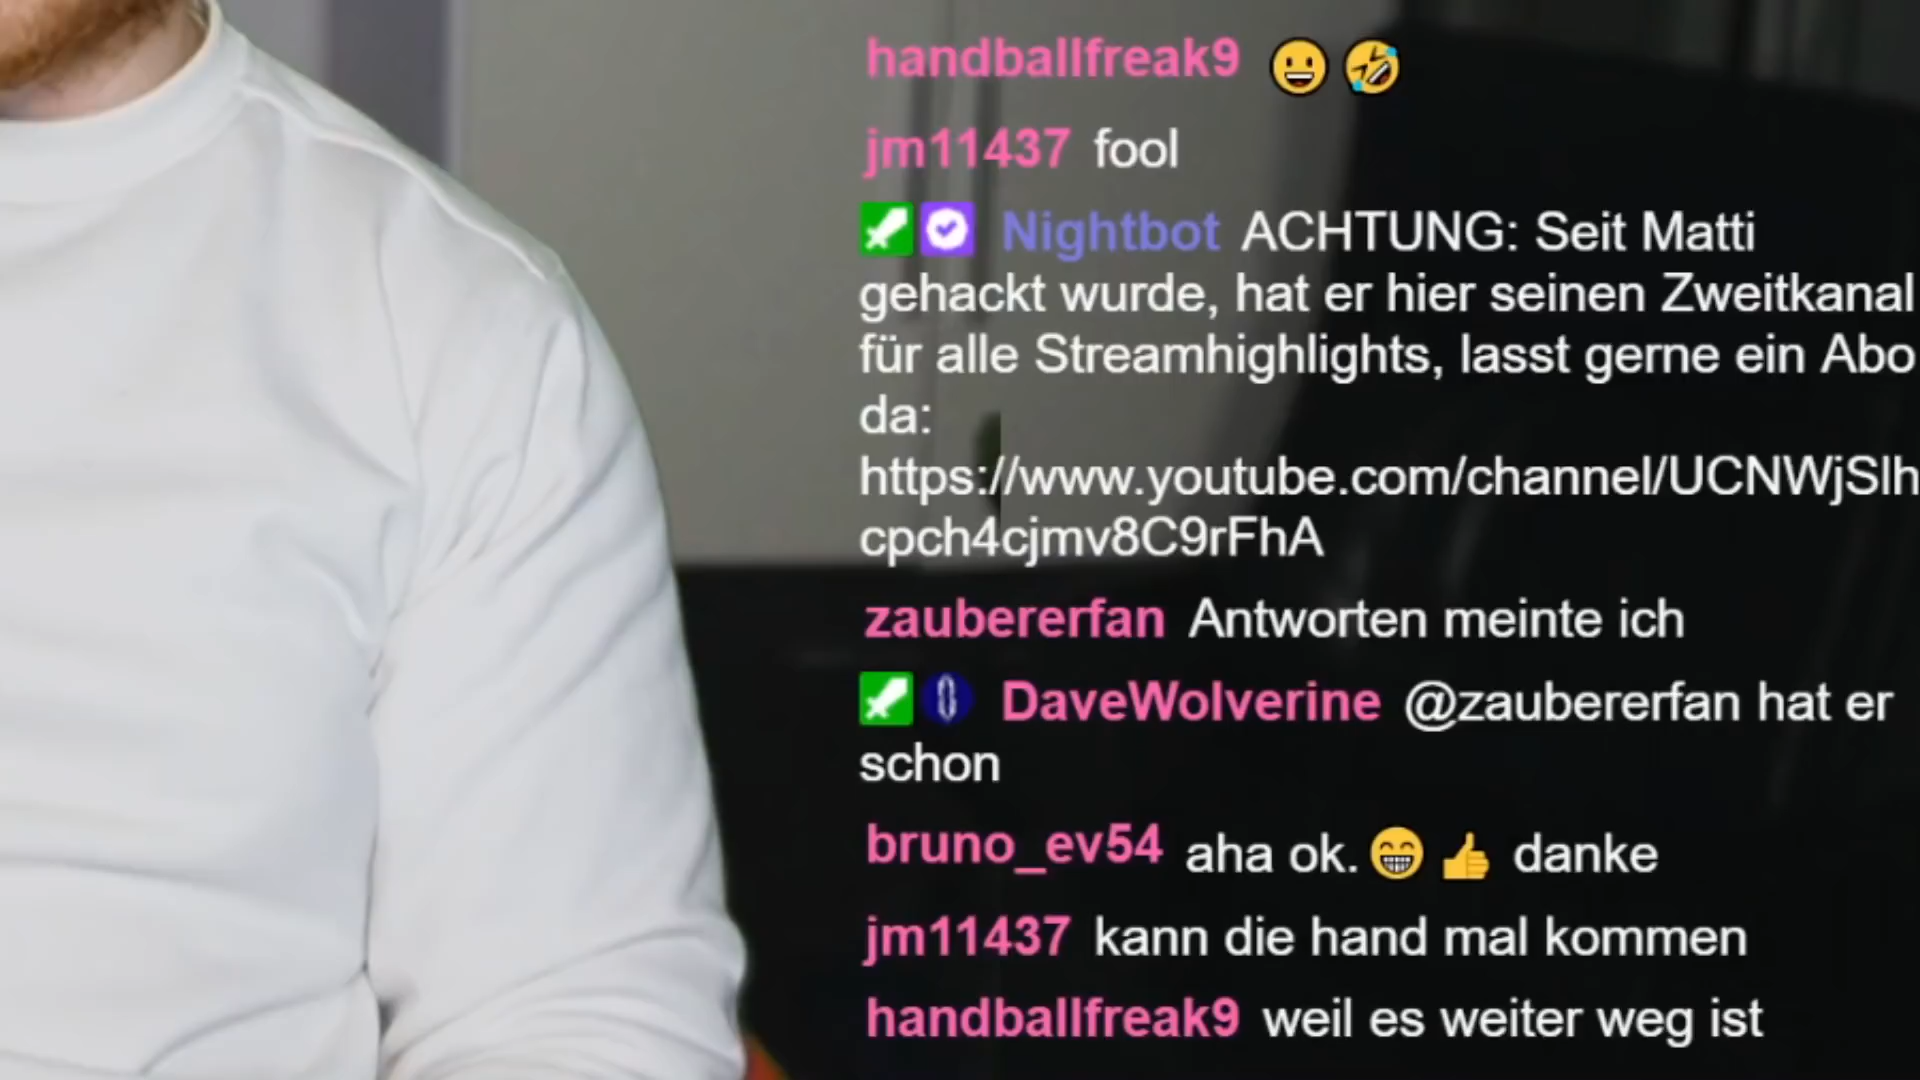 handballfreak9 😀 🤣
jm11437 fool
Nightbot ACHTUNG: Seit Matti
gehackt wurde, hat er hier seinen Zweitkanal
für alle Streamhighlights, lasst gerne ein Abo
da:
https://www.youtube.com/channel/UCNWjSlh
cpch4cjmv8C9rFhA
zaubererfan Antworten meinte ich
DaveWolverine @zaubererfan hat er
schon
bruno_ev54 aha ok.😁 👍 danke
jm11437 kann die hand mal kommen
handballfreak9 weil es weiter weg ist